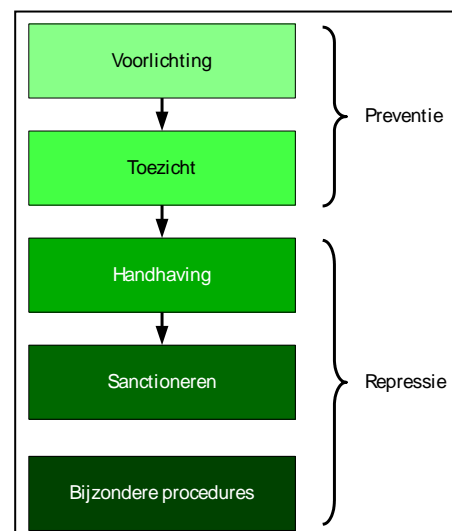 Voorlichting
Preventie
Toezicht
Handhaving
Sanctioneren
Repressie
Bijzondere procedures